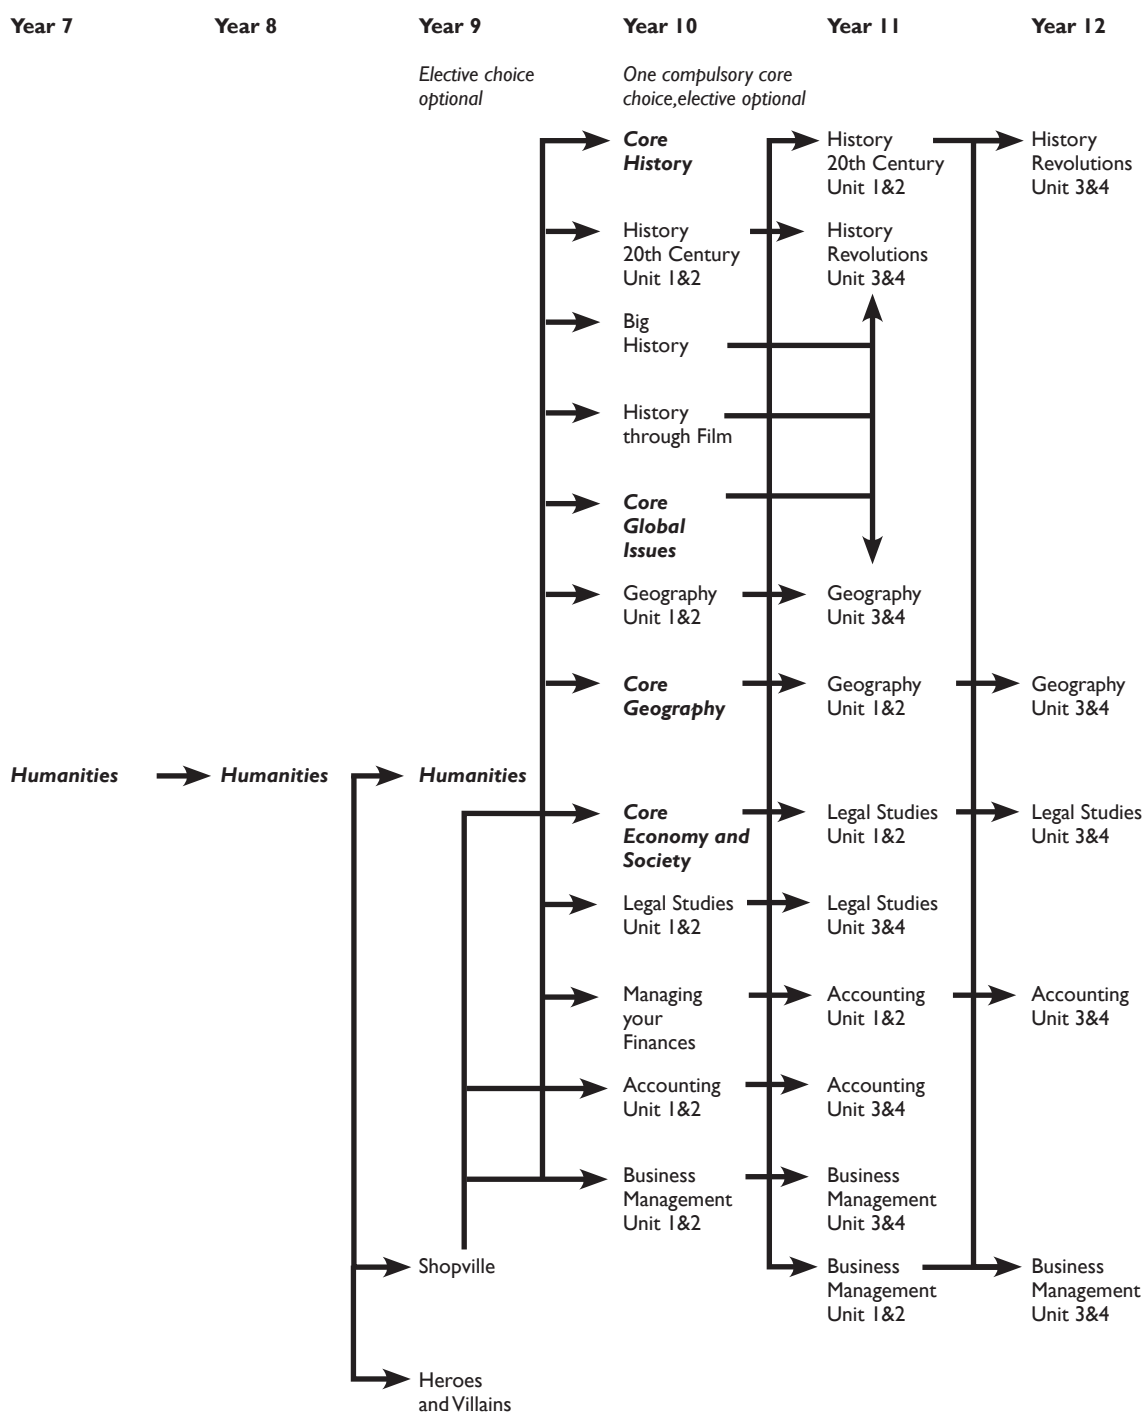 Year 7
Year 8
Year 9
Year 10
Year 11
Year 12
Elective choice
optional
One compulsory core
choice,elective optional
Core
History
History
20th Century
Unit 1&2
History
Revolutions
Unit 3&4
History
20th Century
Unit 1&2
History
Revolutions
Unit 3&4
Big
History
History
through Film
Core
Global
Issues
Geography
Unit 1&2
Geography
Unit 3&4
Core
Geography
Geography
Unit 1&2
Geography
Unit 3&4
Humanities
Humanities
Humanities
Core
Economy and
Society
Legal Studies
Unit 1&2
Legal Studies
Unit 3&4
Legal Studies
Unit 1&2
Legal Studies
Unit 3&4
Managing
your
Finances
Accounting
Unit 1&2
Accounting
Unit 3&4
Accounting
Unit 1&2
Accounting
Unit 3&4
Business
Management
Unit 1&2
Business
Management
Unit 3&4
Shopville
Business
Management
Unit 1&2
Business
Management
Unit 3&4
Heroes
and Villains